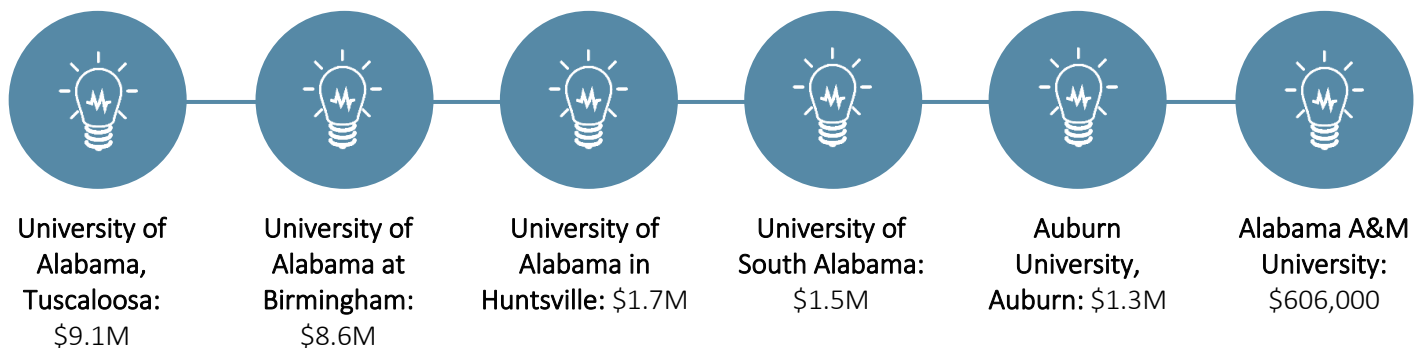 University of
Alabama,
Tuscaloosa:
$9.1M
University of
Alabama at
Birmingham:
$8.6M
University of
Alabama in
Huntsville: $1.7M
University of
South Alabama:
$1.5M
Auburn
University,
Auburn: $1.3M
Alabama A&M
University:
$606,000